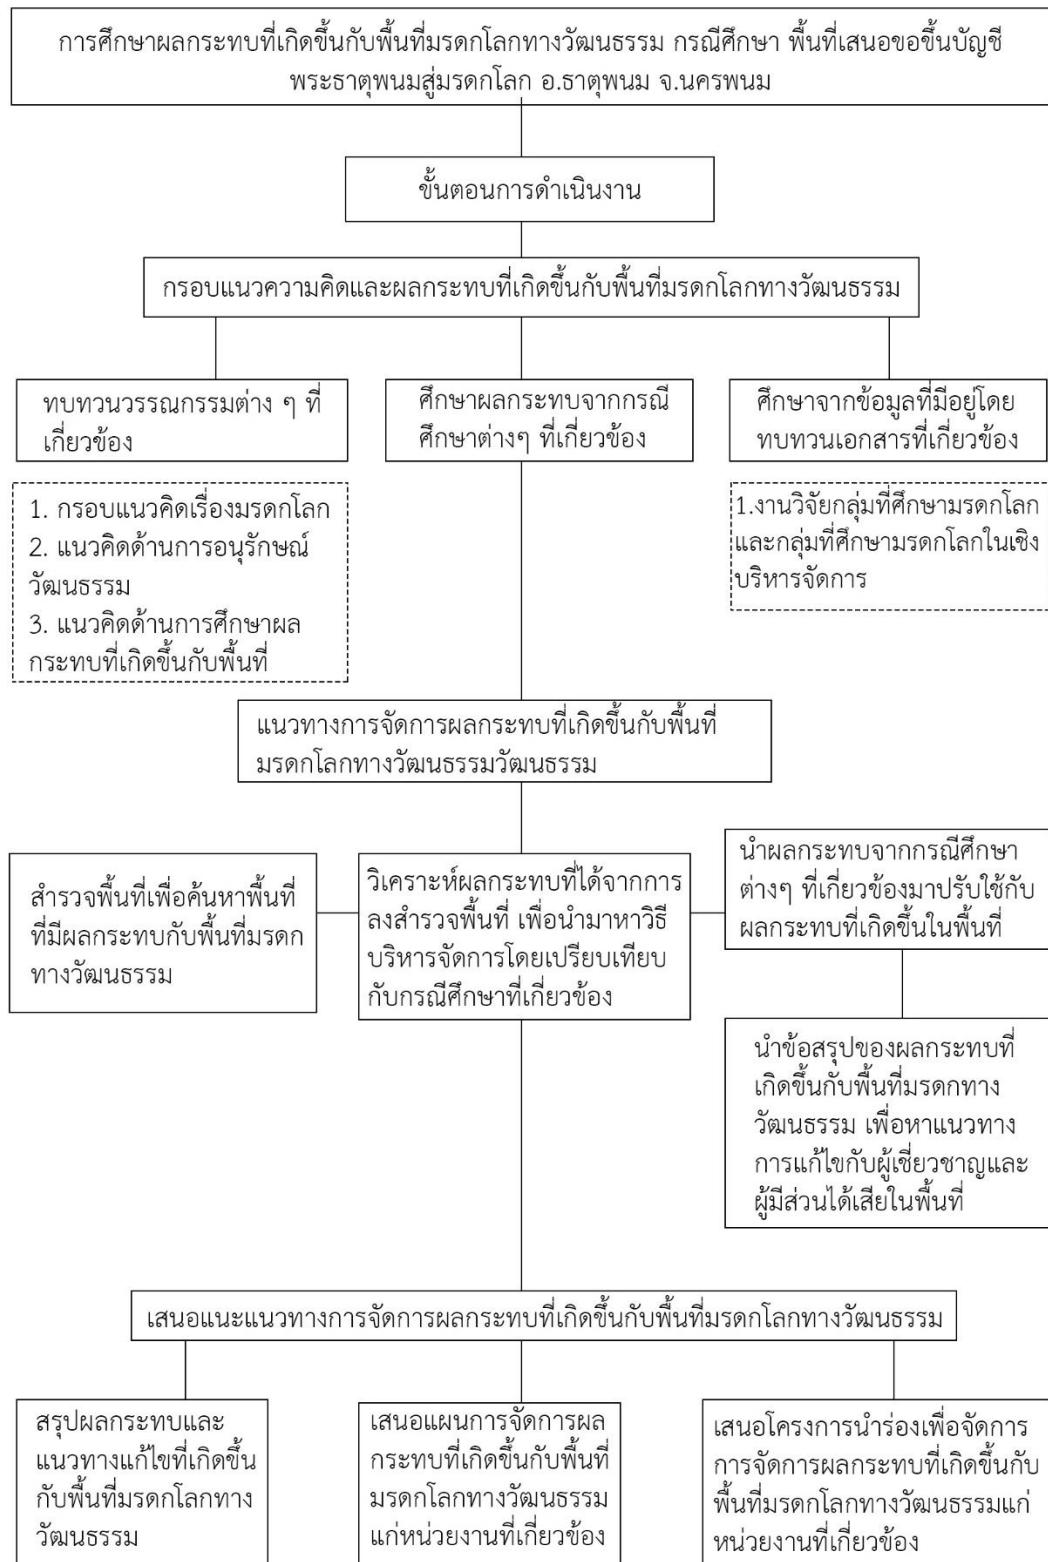 การศึกษาผลกระทบที่เกิดขึ้นกับพื้นที่มรดกโลกทางวัฒนธรรม กรณีศึกษา พื้นที่เสนอขอขึ้นบัญชี
พระธาตุพนมสู่มรดกโลก อ.ธาตุพนม จ.นครพนม
ขั้นตอนการดำเนินงาน
กรอบแนวความคิดและผลกระทบที่เกิดขึ้นกับพื้นที่มรดกโลกทางวัฒนธรรม
ทบทวนวรรณกรรมต่าง ๆ ที่
เกี่ยวข้อง
ศึกษาผลกระทบจากกรณี
ศึกษาต่างๆ ที่เกี่ยวข้อง
ศึกษาจากข้อมูลที่มีอยู่โดย
ทบทวนเอกสารที่เกี่ยวข้อง
1. กรอบแนวคิดเรื่องมรดกโลก
2. แนวคิดด้านการอนุรักษณ์
วัฒนธรรม
3. แนวคิดด้านการศึกษาผล
กระทบที่เกิดขึ้นกับพื้นที่
1.งานวิจัยกลุ่มที่ศึกษามรดกโลก
และกลุ่มที่ศึกษามรดกโลกในเชิง
บริหารจัดการ
แนวทางการจัดการผลกระทบที่เกิดขึ้นกับพื้นที่
มรดกโลกทางวัฒนธรรมวัฒนธรรม
สำรวจพื้นที่เพื่อค้นหาพื้นที่
ที่มีผลกระทบกับพื้นที่มรดก
ทางวัฒนธรรม
วิเคราะห์ผลกระทบที่ได้จากการ
ลงสำรวจพื้นที่ เพื่อนำมาหาวิธี
บริหารจัดการโดยเปรียบเทียบ
กับกรณีศึกษาที่เกี่ยวข้อง
นำผลกระทบจากกรณีศึกษา
ต่างๆ ที่เกี่ยวข้องมาปรับใช้กับ
ผลกระทบที่เกิดขึ้นในพื้นที่
นำข้อสรุปของผลกระทบที่
เกิดขึ้นกับพื้นที่มรดกทาง
วัฒนธรรม เพื่อหาแนวทาง
การแก้ไขกับผู้เชี่ยวชาญและ
ผู้มีส่วนได้เสียในพื้นที่
เสนอแนะแนวทางการจัดการผลกระทบที่เกิดขึ้นกับพื้นที่มรดกโลกทางวัฒนธรรม
สรุปผลกระทบและ
แนวทางแก้ไขที่เกิดขึ้น
กับพื้นที่มรดกโลกทาง
วัฒนธรรม
เสนอแผนการจัดการผล
กระทบที่เกิดขึ้นกับพื้นที่
มรดกโลกทางวัฒนธรรม
แก่หน่วยงานที่เกี่ยวข้อง
เสนอโครงการนำร่องเพื่อจัดการ
การจัดการผลกระทบที่เกิดขึ้นกับ
พื้นที่มรดกโลกทางวัฒนธรรมแก่
หน่วยงานที่เกี่ยวข้อง